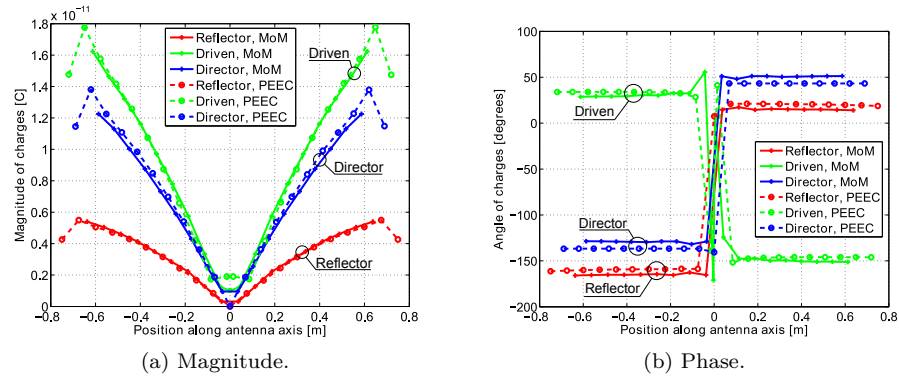 x 10⁻¹¹
1.8
1.6
1.4
1.2
1
0.8
0.6
0.4
0.2
0
Magnitude of charges [C]
Reflector, MoM
Driven, MoM
Director, MoM
Reflector, PEEC
Driven, PEEC
Director, PEEC
Driven
Director
Reflector
−0.8 −0.6 −0.4 −0.2 0 0.2 0.4 0.6 0.8
Position along antenna axis [m]
(a) Magnitude.
100
50
0
−50
−100
−150
−200
Angle of charges [degrees]
Driven
Reflector, MoM
Driven, MoM
Director, MoM
Reflector, PEEC
Driven, PEEC
Director, PEEC
Director
Reflector
−0.8 −0.6 −0.4 −0.2 0 0.2 0.4 0.6 0.8
Position along antenna axis [m]
(b) Phase.